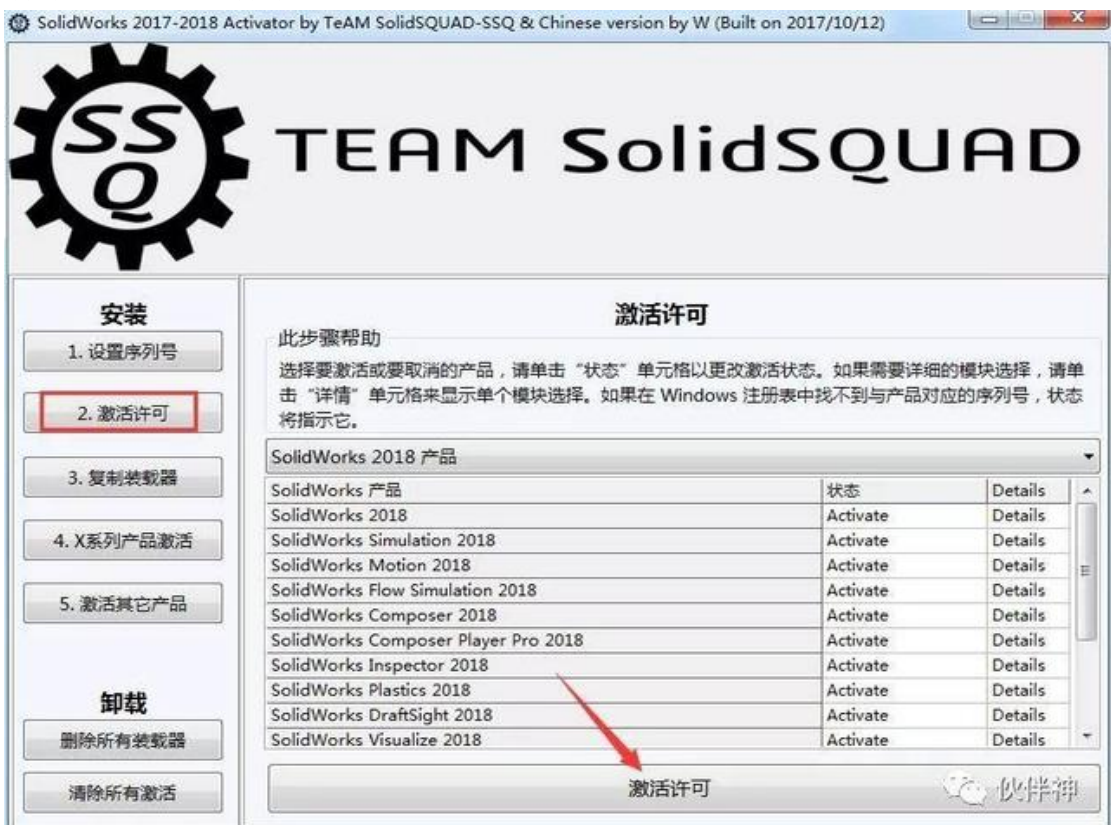 SolidWorks 2017-2018 Activator by TeAM SolidSQUAD-SSQ & Chinese version by W (Built on 2017/10/12)
SS
Q
TEAM SolidSQUAD
安装
1. 设置序列号
2. 激活许可
3. 复制装载器
4. X系列产品激活
5. 激活其它产品
卸载
删除所有装载器
清除所有激活
激活许可
此步骤帮助
选择要激活或要取消的产品，请单击“状态”单元格以更改激活状态。如果需要详细的模块选择，请单
击“详情”单元格来显示单个模块选择。如果在 Windows 注册表中找不到与产品对应的序列号，状态
将指示它。
SolidWorks 2018 产品
SolidWorks 产品 状态 Details
SolidWorks 2018 Activate Details
SolidWorks Simulation 2018 Activate Details
SolidWorks Motion 2018 Activate Details
SolidWorks Flow Simulation 2018 Activate Details
SolidWorks Composer 2018 Activate Details
SolidWorks Composer Player Pro 2018 Activate Details
SolidWorks Inspector 2018 Activate Details
SolidWorks Plastics 2018 Activate Details
SolidWorks DraftSight 2018 Activate Details
SolidWorks Visualize 2018 Activate Details
激活许可
伙伴神